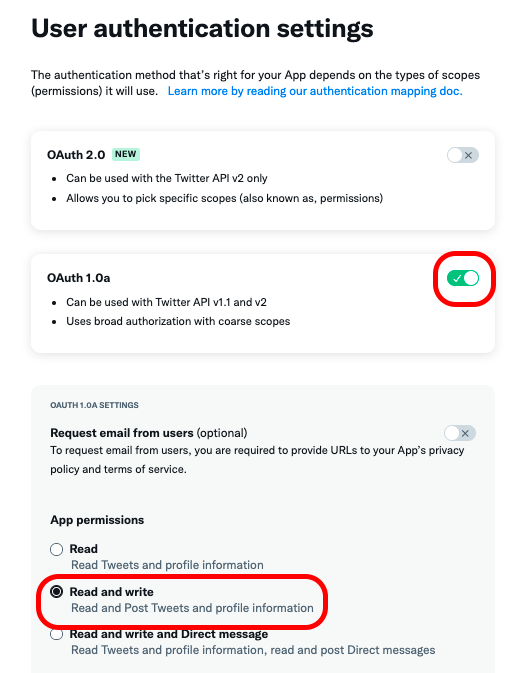 User authentication settings
The authentication method that's right for your App depends on the types of scopes
(permissions) it will use. Learn more by reading our authentication mapping doc.
OAuth 2.0 NEW
• Can be used with the Twitter API v2 only
• Allows you to pick specific scopes (also known as, permissions)
OAuth 1.0a
• Can be used with Twitter API v1.1 and v2
• Uses broad authorization with coarse scopes
OAUTH 1.0A SETTINGS
Request email from users (optional)
To request email from users, you are required to provide URLs to your App's privacy
policy and terms of service.
App permissions
Read
Read Tweets and profile information
Read and write
Read and Post Tweets and profile information
Read and write and Direct message
Read Tweets and profile information, read and post Direct messages